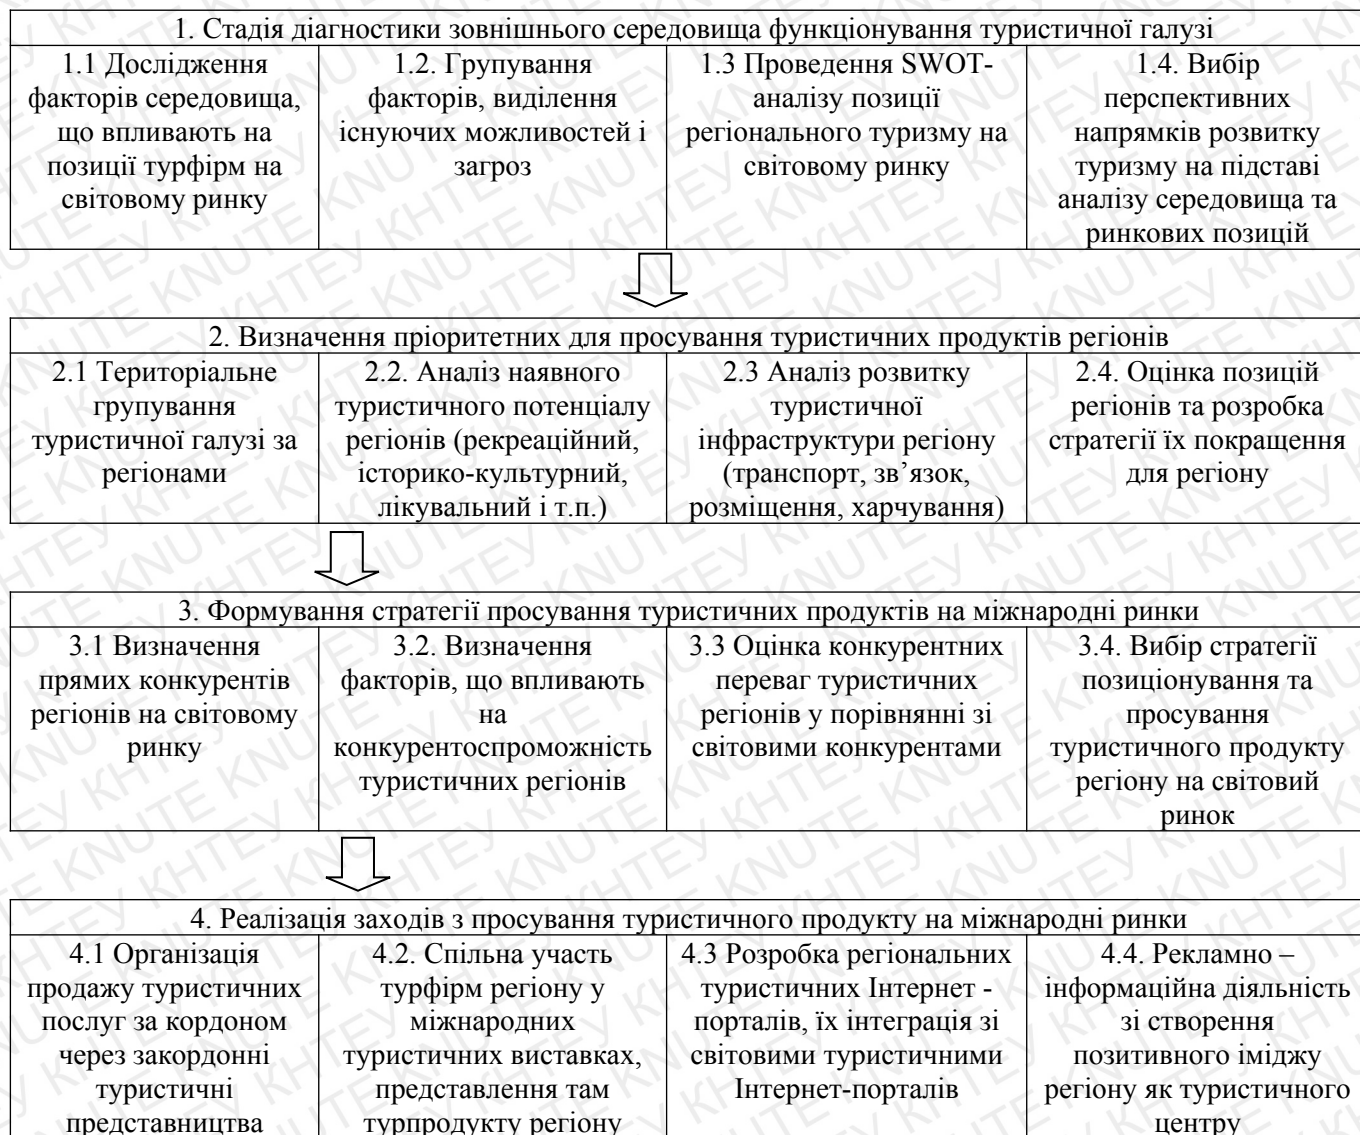 1. Стадія діагностики зовнішнього середовища функціонування туристичної галузі
1.1 Дослідження
факторів середовища,
що впливають на
позиції турфірм на
світовому ринку
1.2. Групування
факторів, виділення
існуючих можливостей і
загроз
1.3 Проведення SWOT-
аналізу позиції
регіонального туризму на
світовому ринку
1.4. Вибір
перспективних
напрямків розвитку
туризму на підставі
аналізу середовища та
ринкових позицій
2. Визначення пріоритетних для просування туристичних продуктів регіонів
2.1 Територіальне
групування
туристичної галузі за
регіонами
2.2. Аналіз наявного
туристичного потенціалу
регіонів (рекреаційний,
історико-культурний,
лікувальний і т.п.)
2.3 Аналіз розвитку
туристичної
інфраструктури регіону
(транспорт, зв’язок,
розміщення, харчування)
2.4. Оцінка позицій
регіонів та розробка
стратегії їх покращення
для регіону
3. Формування стратегії просування туристичних продуктів на міжнародні ринки
3.1 Визначення
прямих конкурентів
регіонів на світовому
ринку
3.2. Визначення
факторів, що впливають
на
конкурентоспроможність
туристичних регіонів
3.3 Оцінка конкурентних
переваг туристичних
регіонів у порівнянні зі
світовими конкурентами
3.4. Вибір стратегії
позиціонування та
просування
туристичного продукту
регіону на світовий
ринок
4. Реалізація заходів з просування туристичного продукту на міжнародні ринки
4.1 Організація
продажу туристичних
послуг за кордоном
через закордонні
туристичні
представництва
4.2. Спільна участь
турфірм регіону у
міжнародних
туристичних виставках,
представлення там
турпродукту регіону
4.3 Розробка регіональних
туристичних Інтернет -
порталів, їх інтеграція зі
світовими туристичними
Інтернет-порталів
4.4. Рекламно –
інформаційна діяльність
зі створення
позитивного іміджу
регіону як туристичного
центру